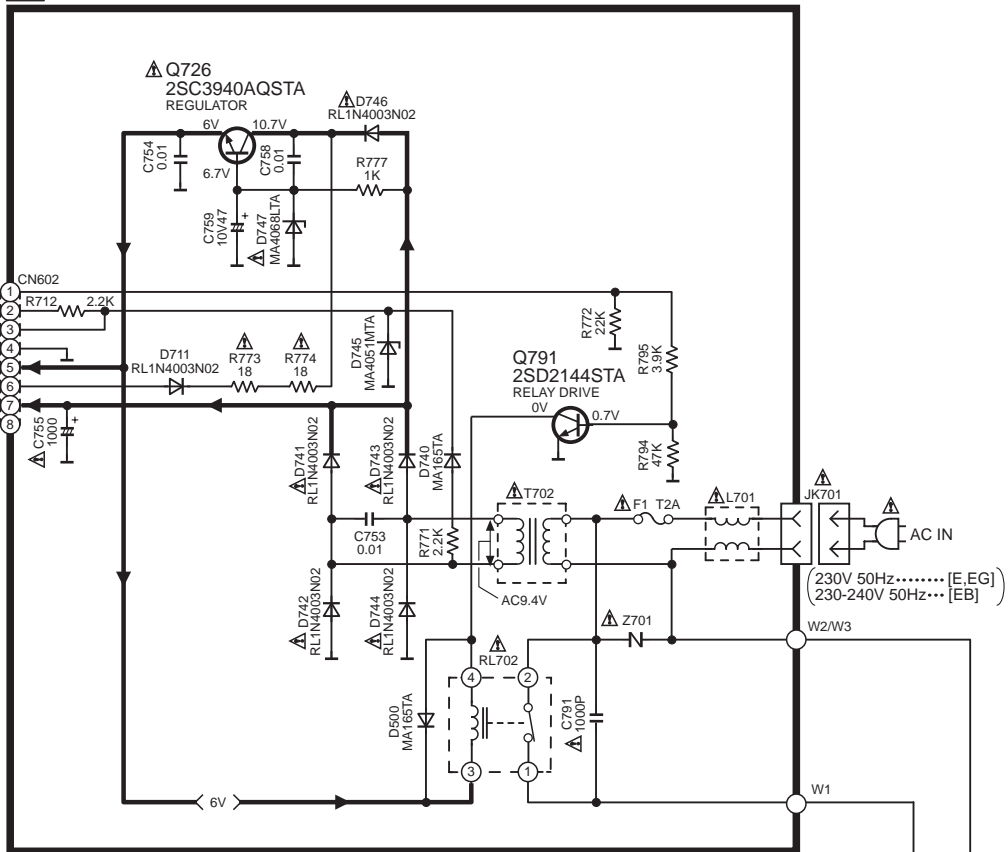 Q726
2SC3940AQSTA
REGULATOR
D746
RL1N4003N02
6V
10.7V
C754
0.01
C758
0.01
6.7V
R777
1K
C759
10V47
+
D747
MA4068LTA
CN602
1
2
3
4
5
6
7
8
R712
2.2K
D711
RL1N4003N02
R773
18
R774
18
D745
MA4051MTA
R772
22K
R795
3.9K
Q791
2SD2144STA
RELAY DRIVE
0V
0.7V
R794
47K
C755
1000
+
D741
RL1N4003N02
D743
RL1N4003N02
D740
MA165TA
C753
0.01
R771
2.2K
T702
F1 T2A
L701
JK701
AC IN
230V 50Hz········ [E,EG]
230-240V 50Hz··· [EB]
AC9.4V
D742
RL1N4003N02
D744
RL1N4003N02
Z701
W2/W3
RL702
4
2
3
1
D500
MA165TA
C791
1000P
6V
W1